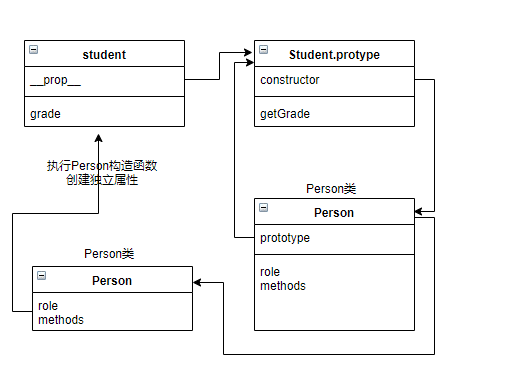 student
__prop__
grade
Student.protype
constructor
getGrade
执行Person构造函数
创建独立属性
Person类
Person
prototype
role
methods
Person类
Person
role
methods